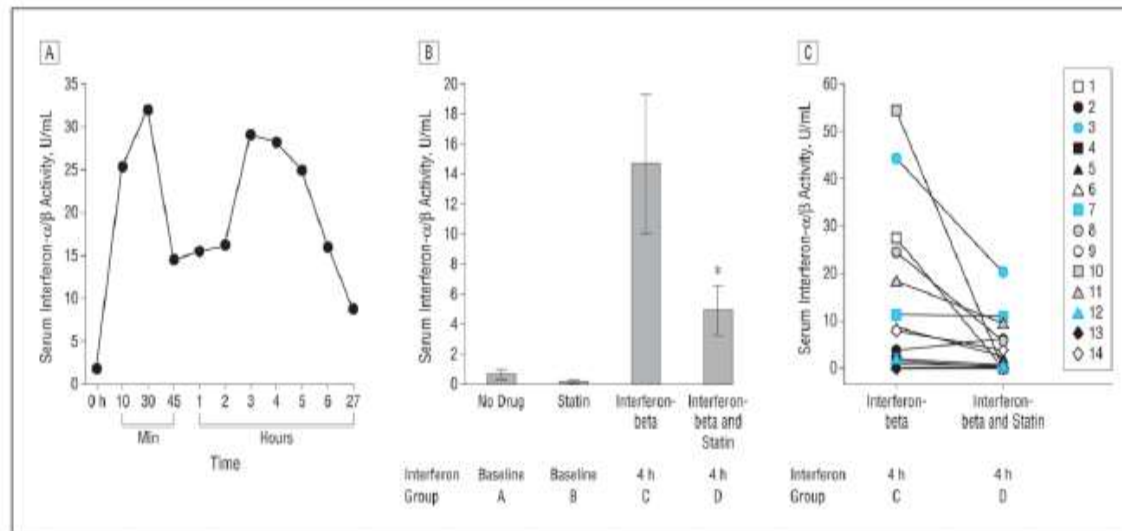 A
Serum Interferon-α/β Activity, U/mL
35
30
25
20
15
10
5
0
0 h 10 30 45 1 2 3 4 5 6 27
Min Hours
Time
B
Serum Interferon-α/β Activity, U/mL
20
18
16
14
12
10
8
6
4
2
0
*
No Drug Statin Interferon-beta Interferon-beta and Statin
Interferon Baseline Baseline 4 h 4 h
Group A B C D
C
Serum Interferon-α/β Activity, U/mL
60
50
40
30
20
10
0
Interferon-beta Interferon-beta and Statin
Interferon 4 h 4 h
Group C D
1
2
3
4
5
6
7
8
9
10
11
12
13
14